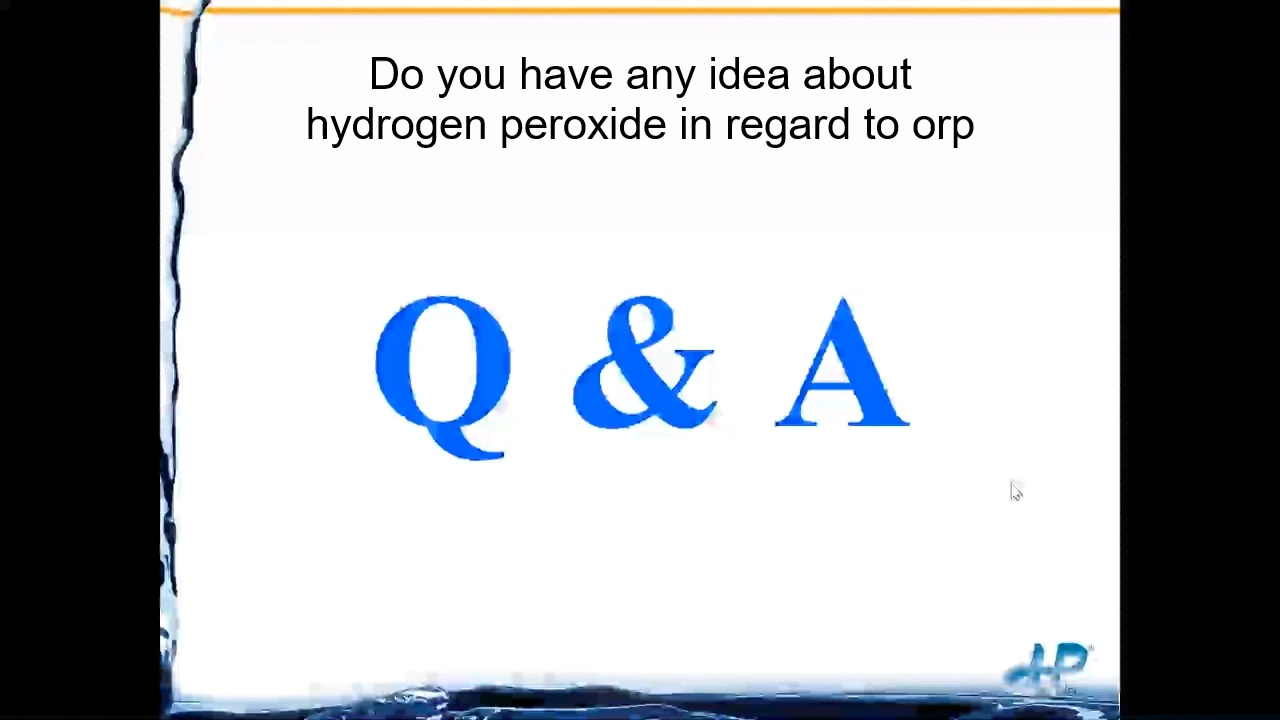 Do you have any idea about
hydrogen peroxide in regard to orp
Q & A